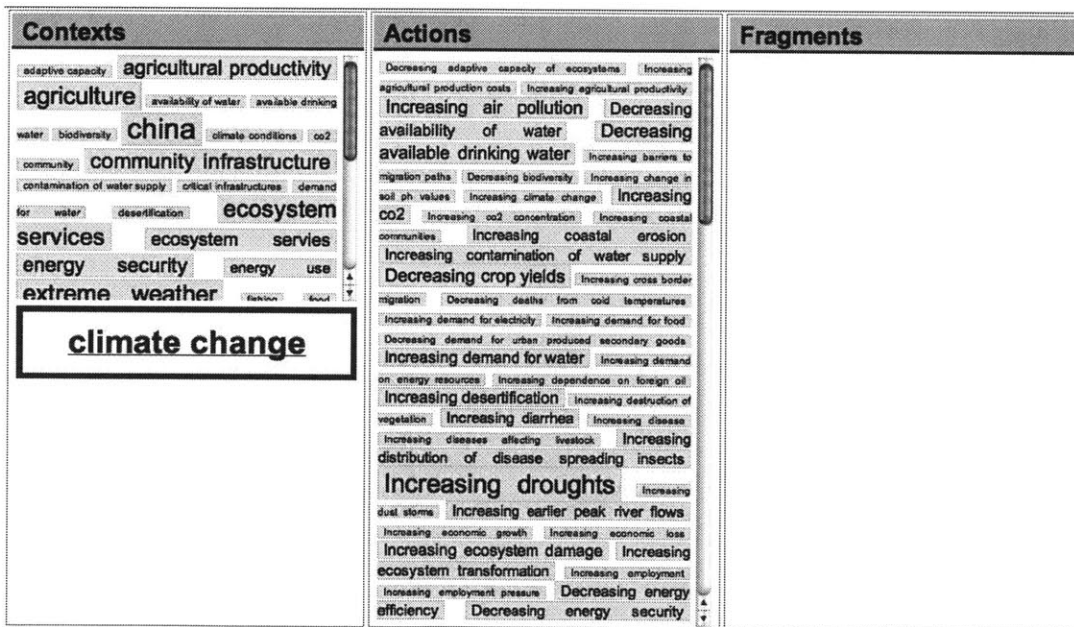 Contexts
adaptive capacity agricultural productivity
agriculture availability of water available drinking
water biodiversity china climate conditions co2
community community infrastructure
contamination of water supply critical infrastructures demand
for water desertification ecosystem
services ecosystem servies
energy security energy use
extreme weather fishing food
climate change
Actions
Decreasing adaptive capacity of ecosystems Increasing
agricultural production costs Increasing agricultural productivity
Increasing air pollution Decreasing
availability of water Decreasing
available drinking water Increasing barriers to
migration paths Decreasing biodiversity Increasing change in
soil ph values Increasing climate change Increasing
co2 Increasing co2 concentration Increasing coastal
communities Increasing coastal erosion
Increasing contamination of water supply
Decreasing crop yields Increasing cross border
migration Decreasing deaths from cold temperatures
Increasing demand for electricity Increasing demand for food
Decreasing demand for urban produced secondary goods
Increasing demand for water Increasing demand
on energy resources Increasing dependence on foreign oil
Increasing desertification Increasing destruction of
vegetation Increasing diarrhea Increasing disease
Increasing diseases affecting livestock Increasing
distribution of disease spreading insects
Increasing droughts Increasing
dust storms Increasing earlier peak river flows
Increasing economic growth Increasing economic loss
Increasing ecosystem damage Increasing
ecosystem transformation Increasing employment
Increasing employment pressure Decreasing energy
efficiency Decreasing energy security
Fragments